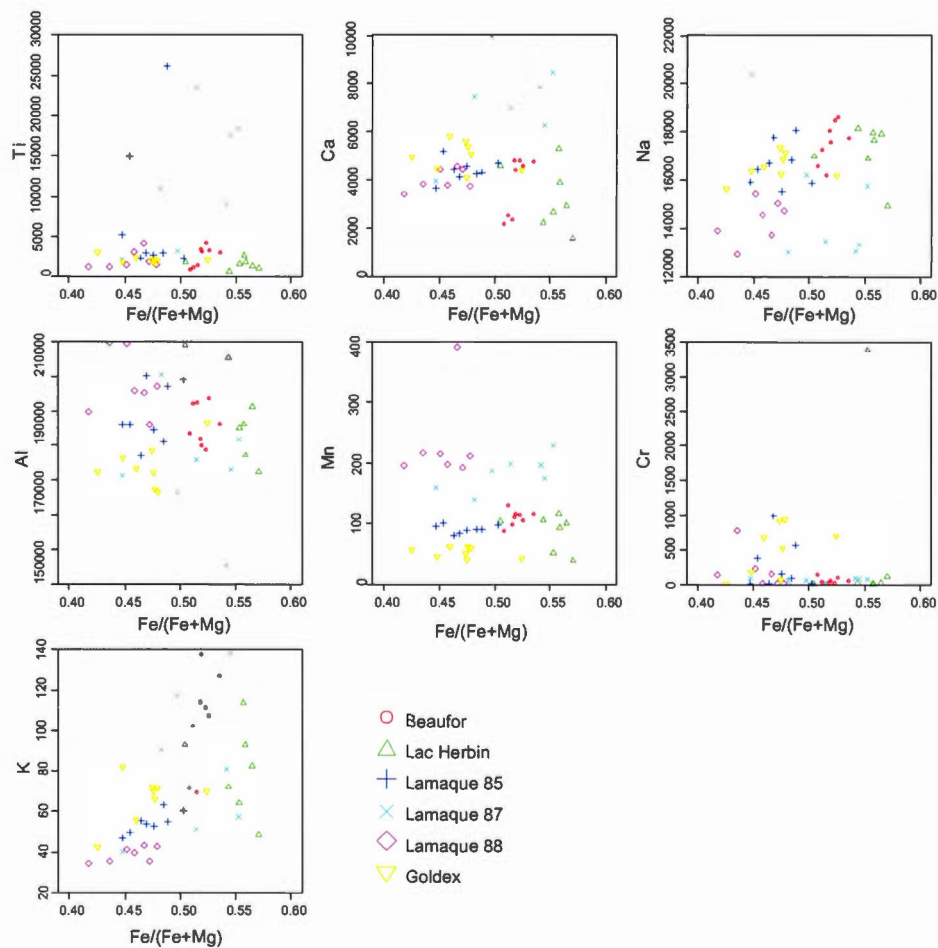 Ti
30000
25000
20000
15000
10000
5000
0
0.40 0.45 0.50 0.55 0.60
Fe/(Fe+Mg)
Ca
10000
8000
6000
4000
2000
0
0.40 0.45 0.50 0.55 0.60
Fe/(Fe+Mg)
Na
22000
20000
18000
16000
14000
12000
0.40 0.45 0.50 0.55 0.60
Fe/(Fe+Mg)
Al
210000
190000
170000
150000
0.40 0.45 0.50 0.55 0.60
Fe/(Fe+Mg)
Mn
400
300
200
100
0
0.40 0.45 0.50 0.55 0.60
Fe/(Fe+Mg)
Cr
3500
3000
2500
2000
1500
1000
500
0
0.40 0.45 0.50 0.55 0.60
Fe/(Fe+Mg)
K
140
120
100
80
60
40
20
0.40 0.45 0.50 0.55 0.60
Fe/(Fe+Mg)
Beaufor
Lac Herbin
Lamaque 85
Lamaque 87
Lamaque 88
Goldex